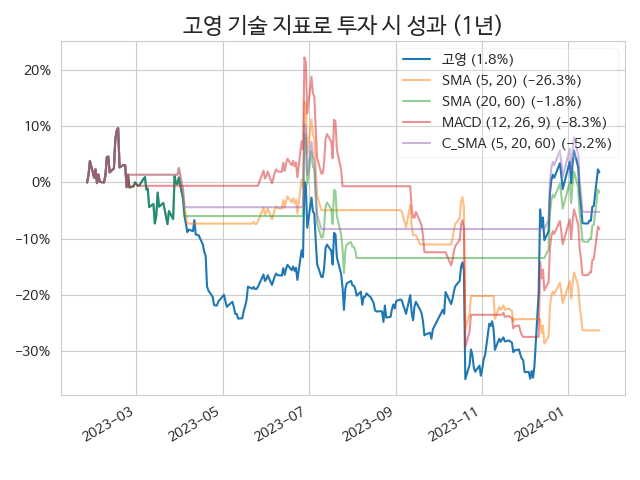 고영 기술 지표로 투자 시 성과 (1년)
고영 (1.8%)
SMA (5, 20) (−26.3%)
SMA (20, 60) (−1.8%)
MACD (12, 26, 9) (−8.3%)
C_SMA (5, 20, 60) (−5.2%)
20%
10%
0%
−10%
−20%
−30%
2023−03
2023−05
2023−07
2023−09
2023−11
2024−01